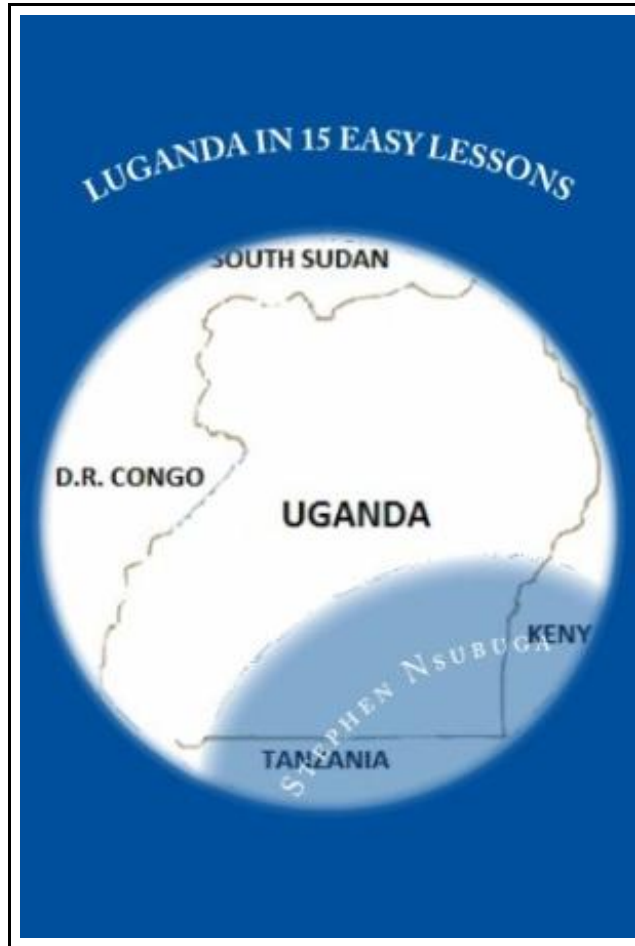 LUGANDA IN 15 EASY LESSONS
SOUTH SUDAN
D.R. CONGO
UGANDA
KENY
STEPHEN NSUBUGA
TANZANIA